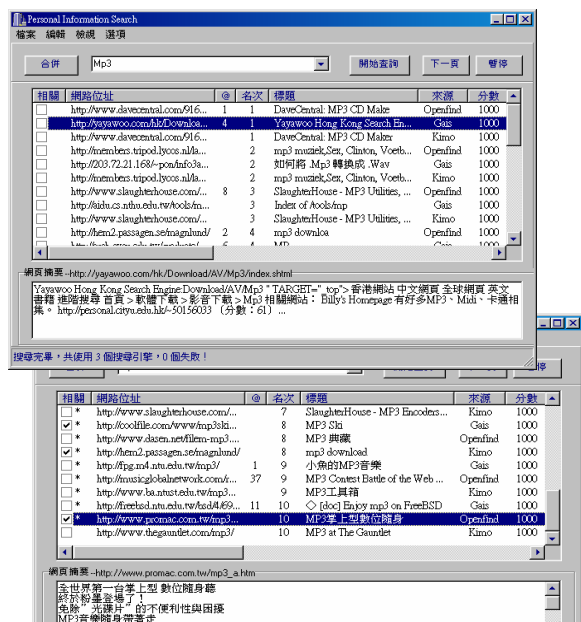 Personal Information Search
檔案 編輯 檢視 選項
合併 Mp3 開始查詢 下一頁 暫停
相關 網路位址 @ 名次 標題 來源 分數
http://www.davecentral.com/916... 1 1 DaveCentral: MP3 CD Make Openfind 1000
http://yayawoo.com/hk/Downloa... 4 1 Yayawoo Hong Kong Search En... Gais 1000
http://www.davecentral.com/916... 1 DaveCentral: MP3 CD Make Kimo 1000
http://members.tripod.lycos.nl/la... 2 mp3 muziek,Sex, Clinton, Voetb... Openfind 1000
http://203.72.21.168/~pon/info3a... 2 如何將 .Mp3 轉換成 .Wav Gais 1000
http://members.tripod.lycos.nl/la... 2 mp3 muziek,Sex, Clinton, Voetb... Kimo 1000
http://www.slaughterhouse.com/... 8 3 SlaughterHouse - MP3 Utilities, ... Openfind 1000
http://aidu.cs.nthu.edu.tw/tools/m... 3 Index of /tools/mp Gais 1000
http://www.slaughterhouse.com/... 3 SlaughterHouse - MP3 Utilities, ... Kimo 1000
http://hem2.passagen.se/magnlund/ 2 4 mp3 downloa Openfind 1000
網頁摘要--http://yayawoo.com/hk/Download/AV/Mp3/index.shtml
Yayawoo Hong Kong Search Engine:Download/AV/Mp3 " TARGET="_top"> 香港網站 中文網頁 全球網頁 英文
書籍 進階搜尋 首頁 > 軟體下載 > 影音下載 > Mp3 相關網站： Billy's Homepage 有好多MP3、Midi、卡通相
集。 http://personal.cityu.edu.hk/~50156033 （分數：61） ...
搜尋完畢，共使用 3 個搜尋引擎，0 個失敗！
相關 網路位址 @ 名次 標題 來源 分數
* http://www.slaughterhouse.com/... 7 SlaughterHouse - MP3 Encoders... Kimo 1000
* http://coolfile.com/www/mp3ski... 8 MP3 Ski Gais 1000
* http://www.dasen.net/filem-mp3.... 8 MP3 典藏 Openfind 1000
* http://hem2.passagen.se/magnlund/ 8 mp3 download Kimo 1000
* http://fpg.m4.ntu.edu.tw/mp3/ 1 9 小魚的MP3音樂 Gais 1000
* http://musicglobalnetwork.com/r... 37 9 MP3 Contest Battle of the Web ... Openfind 1000
* http://www.ba.ntust.edu.tw/mp3... 9 MP3工具箱 Kimo 1000
* http://freebsd.ntu.edu.tw/bsd/4/69... 11 10 ◇ [doc] Enjoy mp3 on FreeBSD Gais 1000
* http://www.promac.com.tw/mp3... 10 MP3掌上型數位隨身 Openfind 1000
* http://www.thegauntlet.com/mp3/ 10 MP3 at The Gauntlet Kimo 1000
網頁摘要--http://www.promac.com.tw/mp3_a.htm
全世界第一台掌上型 數位隨身聽
終於粉墨登場了！
免除”光碟片”的不便利性與困擾
MP3音樂隨身帶著走